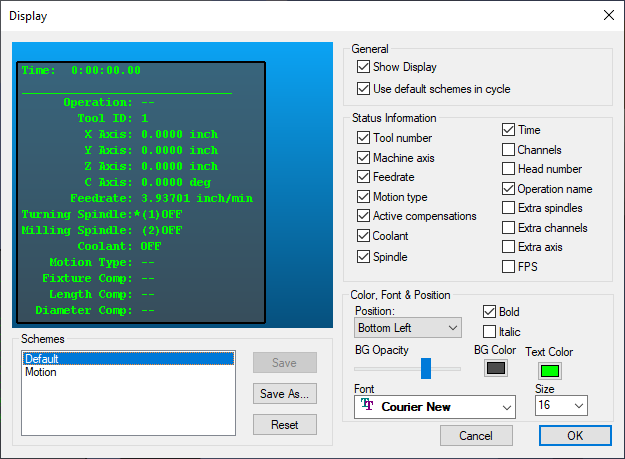 Display
Time:  0:00:00.00
Operation: --
Tool ID: 1
X Axis: 0.0000 inch
Y Axis: 0.0000 inch
Z Axis: 0.0000 inch
C Axis: 0.0000 deg
Feedrate: 3.93701 inch/min
Turning Spindle:*(1)OFF
Milling Spindle: (2)OFF
Coolant: OFF
Motion Type: --
Fixture Comp: --
Length Comp: --
Diameter Comp: --
Schemes
Default
Motion
Save
Save As...
Reset
General
Show Display
Use default schemes in cycle
Status Information
Tool number
Machine axis
Feedrate
Motion type
Active compensations
Coolant
Spindle
Time
Channels
Head number
Operation name
Extra spindles
Extra channels
Extra axis
FPS
Color, Font & Position
Position:
Bottom Left
Bold
Italic
BG Opacity
BG Color
Text Color
Font
Courier New
Size
16
Cancel
OK